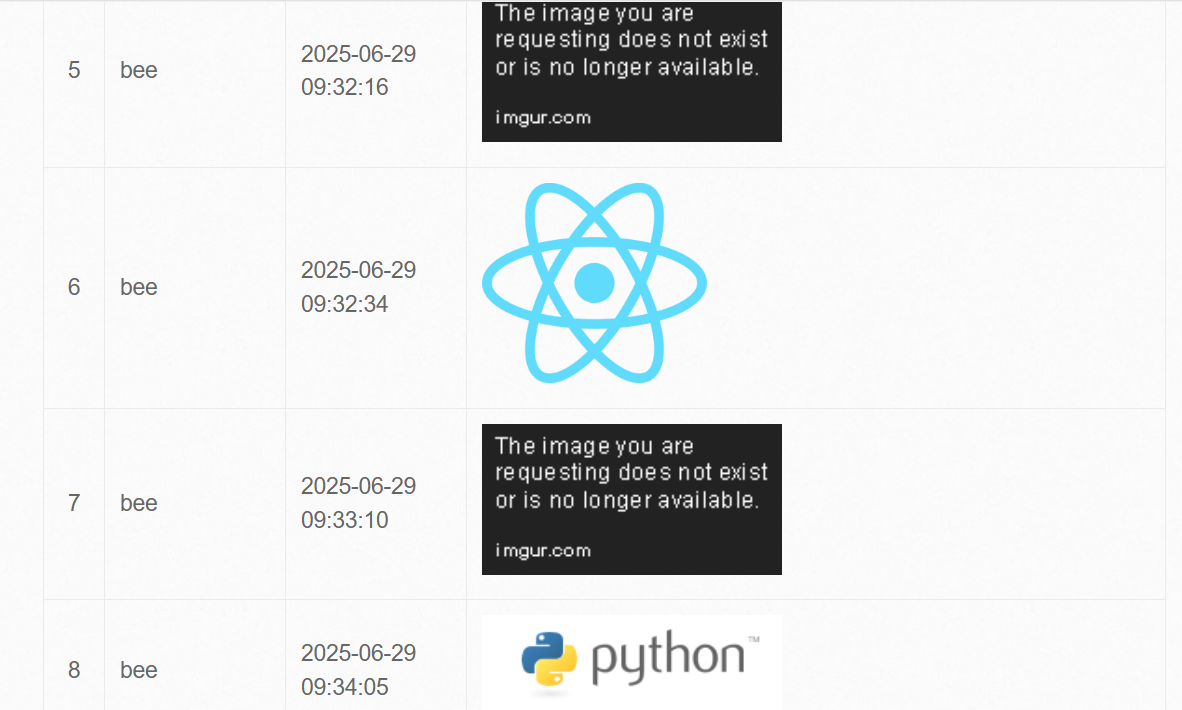 The image you are
requesting does not exist
or is no longer available.
imgur.com
5 bee 2025-06-29
09:32:16
6 bee 2025-06-29
09:32:34
The image you are
requesting does not exist
or is no longer available.
imgur.com
7 bee 2025-06-29
09:33:10
8 bee 2025-06-29
09:34:05
python™